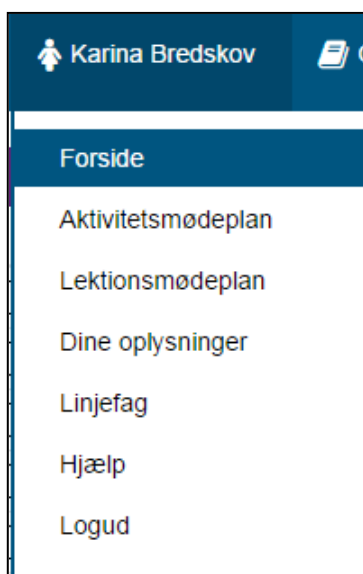 Karina Bredskov
Forside
Aktivitetsmødeplan
Lektionsmødeplan
Dine oplysninger
Linjefag
Hjælp
Logud